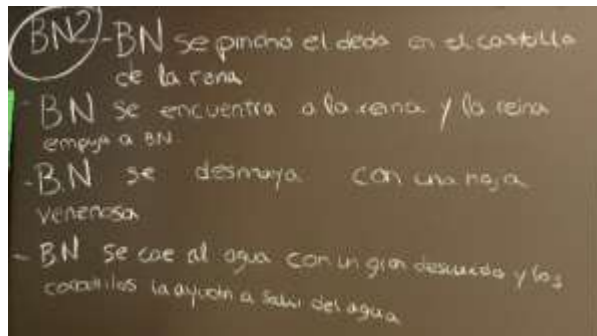 BN2 - BN se pinchó el dedo en el castillo
de la reina
- BN se encuentra a la reina y la reina
empuja a BN
- BN se desmaya con una roja
venenosa
- BN se cae al agua con un gran descuido y los
cocodrilos la ayudan a salir del agua